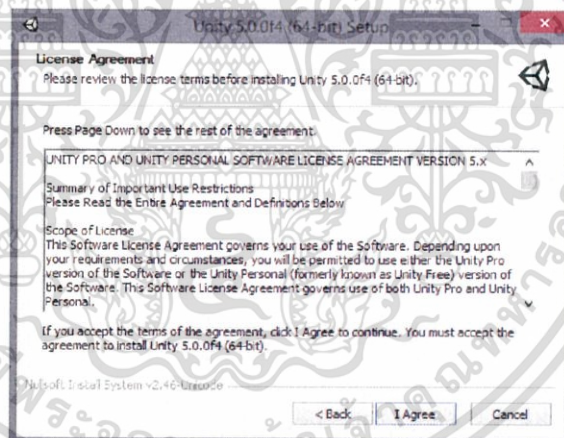 Unity 5.0.0f4 (64-bit) Setup
License Agreement
Please review the license terms before installing Unity 5.0.0f4 (64-bit).
Press Page Down to see the rest of the agreement.
UNITY PRO AND UNITY PERSONAL SOFTWARE LICENSE AGREEMENT VERSION 5.x
Summary of Important Use Restrictions
Please Read the Entire Agreement and Definitions Below
Scope of License
This Software License Agreement governs your use of the Software. Depending upon
your requirements and circumstances, you will be permitted to use either the Unity Pro
version of the Software or the Unity Personal (formerly known as Unity Free) version of
the Software. This Software License Agreement governs use of both Unity Pro and Unity
Personal.
If you accept the terms of the agreement, click I Agree to continue. You must accept the
agreement to install Unity 5.0.0f4 (64-bit).
Nullsoft Install System v2.46-Unicode
< Back
I Agree
Cancel